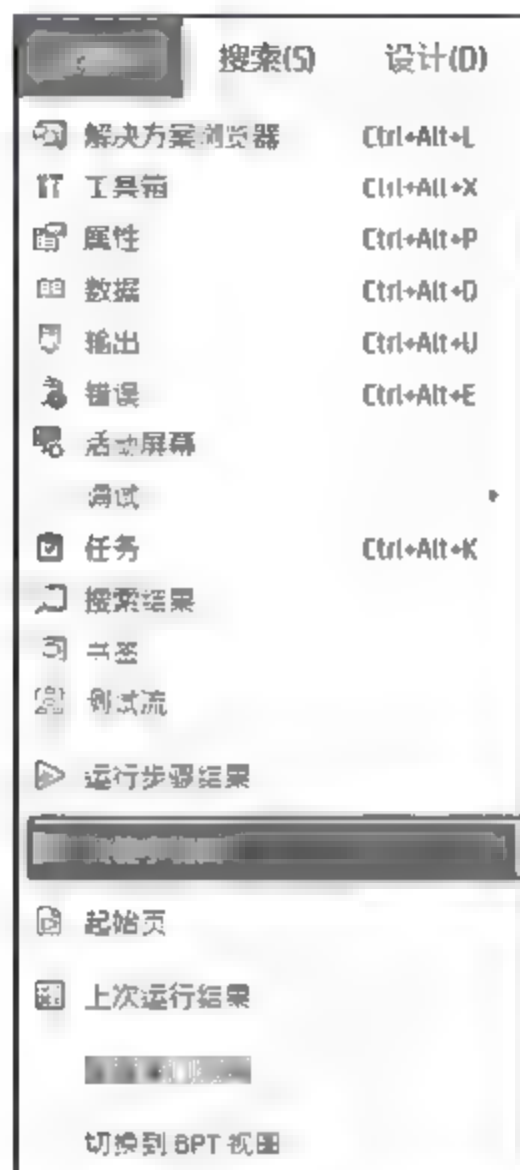 搜索(S) 设计(D)
解决方案浏览器 Ctrl+Alt+L
工具箱 Ctrl+Alt+X
属性 Ctrl+Alt+P
数据 Ctrl+Alt+D
输出 Ctrl+Alt+U
错误 Ctrl+Alt+E
活动屏幕
调试
任务 Ctrl+Alt+K
搜索结果
书签
测试流
运行步骤结果
起始页
上次运行结果
切换到 BPT 视图